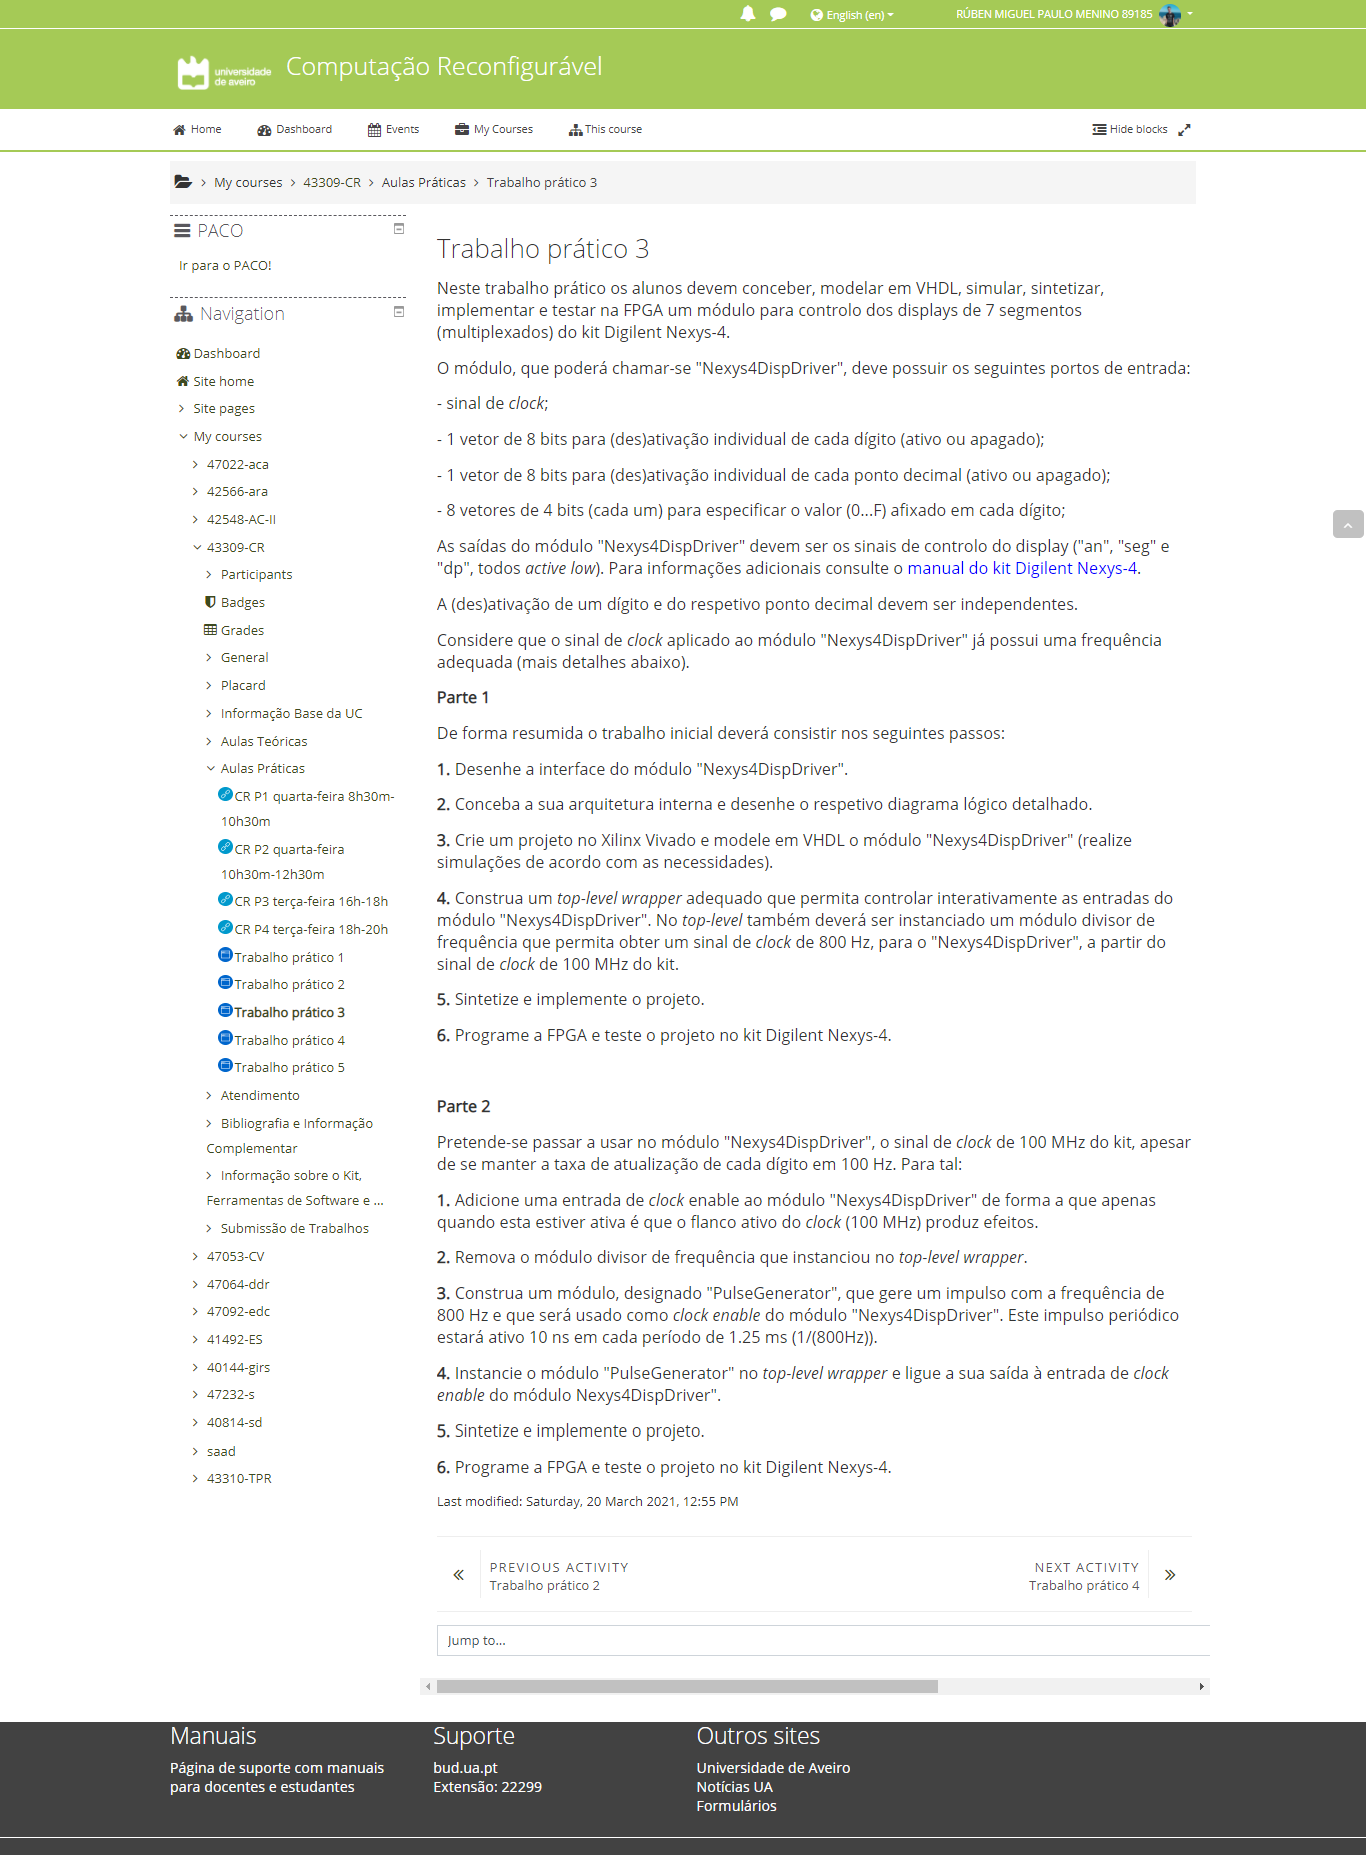 English (en)
RÚBEN MIGUEL PAULO MENINO 89185
universidade
de aveiro
Computação Reconfigurável
Home
Dashboard
Events
My Courses
This course
Hide blocks
My courses
43309-CR
Aulas Práticas
Trabalho prático 3
PACO
Ir para o PACO!
Navigation
Dashboard
Site home
Site pages
My courses
47022-aca
42566-ara
42548-AC-II
43309-CR
Participants
Badges
Grades
General
Placard
Informação Base da UC
Aulas Teóricas
Aulas Práticas
CR P1 quarta-feira 8h30m-
10h30m
CR P2 quarta-feira
10h30m-12h30m
CR P3 terça-feira 16h-18h
CR P4 terça-feira 18h-20h
Trabalho prático 1
Trabalho prático 2
Trabalho prático 3
Trabalho prático 4
Trabalho prático 5
Atendimento
Bibliografia e Informação
Complementar
Informação sobre o Kit,
Ferramentas de Software e ...
Submissão de Trabalhos
47053-CV
47064-ddr
47092-edc
41492-ES
40144-girs
47232-s
40814-sd
saad
43310-TPR
Trabalho prático 3
Neste trabalho prático os alunos devem conceber, modelar em VHDL, simular, sintetizar,
implementar e testar na FPGA um módulo para controlo dos displays de 7 segmentos
(multiplexados) do kit Digilent Nexys-4.
O módulo, que poderá chamar-se "Nexys4DispDriver", deve possuir os seguintes portos de entrada:
- sinal de clock;
- 1 vetor de 8 bits para (des)ativação individual de cada dígito (ativo ou apagado);
- 1 vetor de 8 bits para (des)ativação individual de cada ponto decimal (ativo ou apagado);
- 8 vetores de 4 bits (cada um) para especificar o valor (0...F) afixado em cada dígito;
As saídas do módulo "Nexys4DispDriver" devem ser os sinais de controlo do display ("an", "seg" e
"dp", todos active low). Para informações adicionais consulte o manual do kit Digilent Nexys-4.
A (des)ativação de um dígito e do respetivo ponto decimal devem ser independentes.
Considere que o sinal de clock aplicado ao módulo "Nexys4DispDriver" já possui uma frequência
adequada (mais detalhes abaixo).
Parte 1
De forma resumida o trabalho inicial deverá consistir nos seguintes passos:
1. Desenhe a interface do módulo "Nexys4DispDriver".
2. Conceba a sua arquitetura interna e desenhe o respetivo diagrama lógico detalhado.
3. Crie um projeto no Xilinx Vivado e modele em VHDL o módulo "Nexys4DispDriver" (realize
simulações de acordo com as necessidades).
4. Construa um top-level wrapper adequado que permita controlar interativamente as entradas do
módulo "Nexys4DispDriver". No top-level também deverá ser instanciado um módulo divisor de
frequência que permita obter um sinal de clock de 800 Hz, para o "Nexys4DispDriver", a partir do
sinal de clock de 100 MHz do kit.
5. Sintetize e implemente o projeto.
6. Programe a FPGA e teste o projeto no kit Digilent Nexys-4.
Parte 2
Pretende-se passar a usar no módulo "Nexys4DispDriver", o sinal de clock de 100 MHz do kit, apesar
de se manter a taxa de atualização de cada dígito em 100 Hz. Para tal:
1. Adicione uma entrada de clock enable ao módulo "Nexys4DispDriver" de forma a que apenas
quando esta estiver ativa é que o flanco ativo do clock (100 MHz) produz efeitos.
2. Remova o módulo divisor de frequência que instanciou no top-level wrapper.
3. Construa um módulo, designado "PulseGenerator", que gere um impulso com a frequência de
800 Hz e que será usado como clock enable do módulo "Nexys4DispDriver". Este impulso periódico
estará ativo 10 ns em cada período de 1.25 ms (1/(800Hz)).
4. Instancie o módulo "PulseGenerator" no top-level wrapper e ligue a sua saída à entrada de clock
enable do módulo Nexys4DispDriver".
5. Sintetize e implemente o projeto.
6. Programe a FPGA e teste o projeto no kit Digilent Nexys-4.
Last modified: Saturday, 20 March 2021, 12:55 PM
PREVIOUS ACTIVITY
Trabalho prático 2
NEXT ACTIVITY
Trabalho prático 4
Jump to...
Manuais
Página de suporte com manuais
para docentes e estudantes
Suporte
bud.ua.pt
Extensão: 22299
Outros sites
Universidade de Aveiro
Notícias UA
Formulários